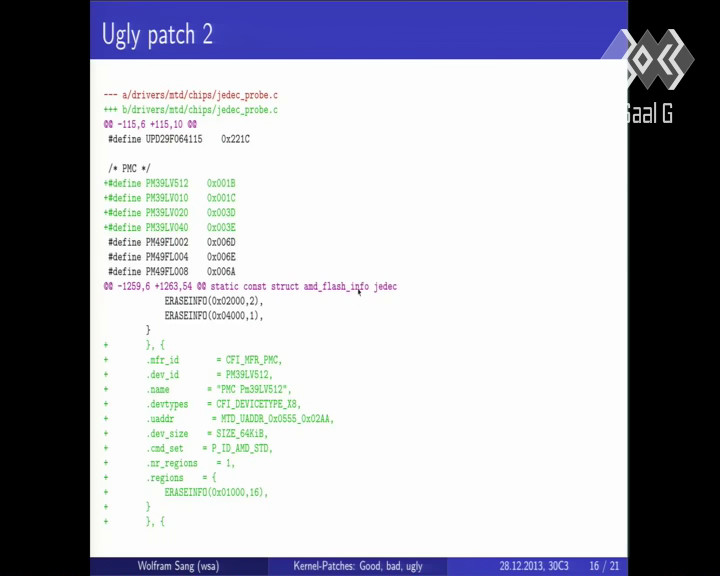 Ugly patch 2
Saal G
--- a/drivers/mtd/chips/jedec_probe.c
+++ b/drivers/mtd/chips/jedec_probe.c
@@ -115,6 +115,10 @@
#define UPD29F064115 0x221C
/* PMC */
+#define PM39LV512 0x001B
+#define PM39LV010 0x001C
+#define PM39LV020 0x003D
+#define PM39LV040 0x003E
#define PM49FL002 0x006D
#define PM49FL004 0x006E
#define PM49FL008 0x006A
@@ -1259,6 +1263,54 @@ static const struct amd_flash_info jedec
ERASEINFO(0x02000,2),
ERASEINFO(0x04000,1),
}
+ }, {
+ .mfr_id = CFI_MFR_PMC,
+ .dev_id = PM39LV512,
+ .name = "PMC Pm39LV512",
+ .devtypes = CFI_DEVICETYPE_X8,
+ .uaddr = MTD_UADDR_0x0555_0x02AA,
+ .dev_size = SIZE_64KiB,
+ .cmd_set = P_ID_AMD_STD,
+ .nr_regions = 1,
+ .regions = {
+ ERASEINFO(0x01000,16),
+ }
+ }, {
Wolfram Sang (wsa) Kernel-Patches: Good, bad, ugly 28.12.2013, 30C3 16 / 21